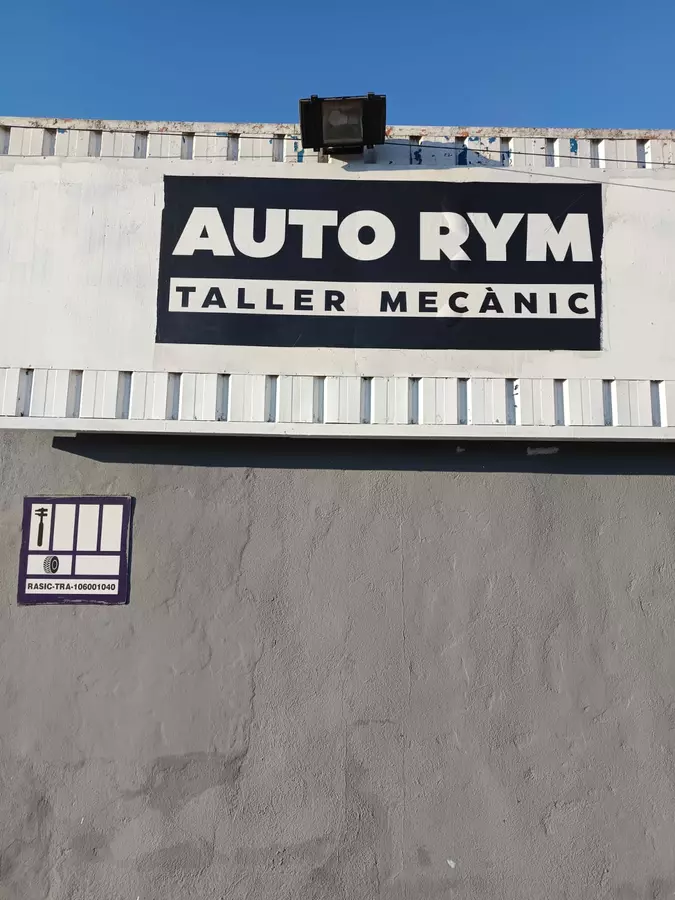 AUTO RYM
TALLER MECÀNIC
RASIC-TRA-106001040